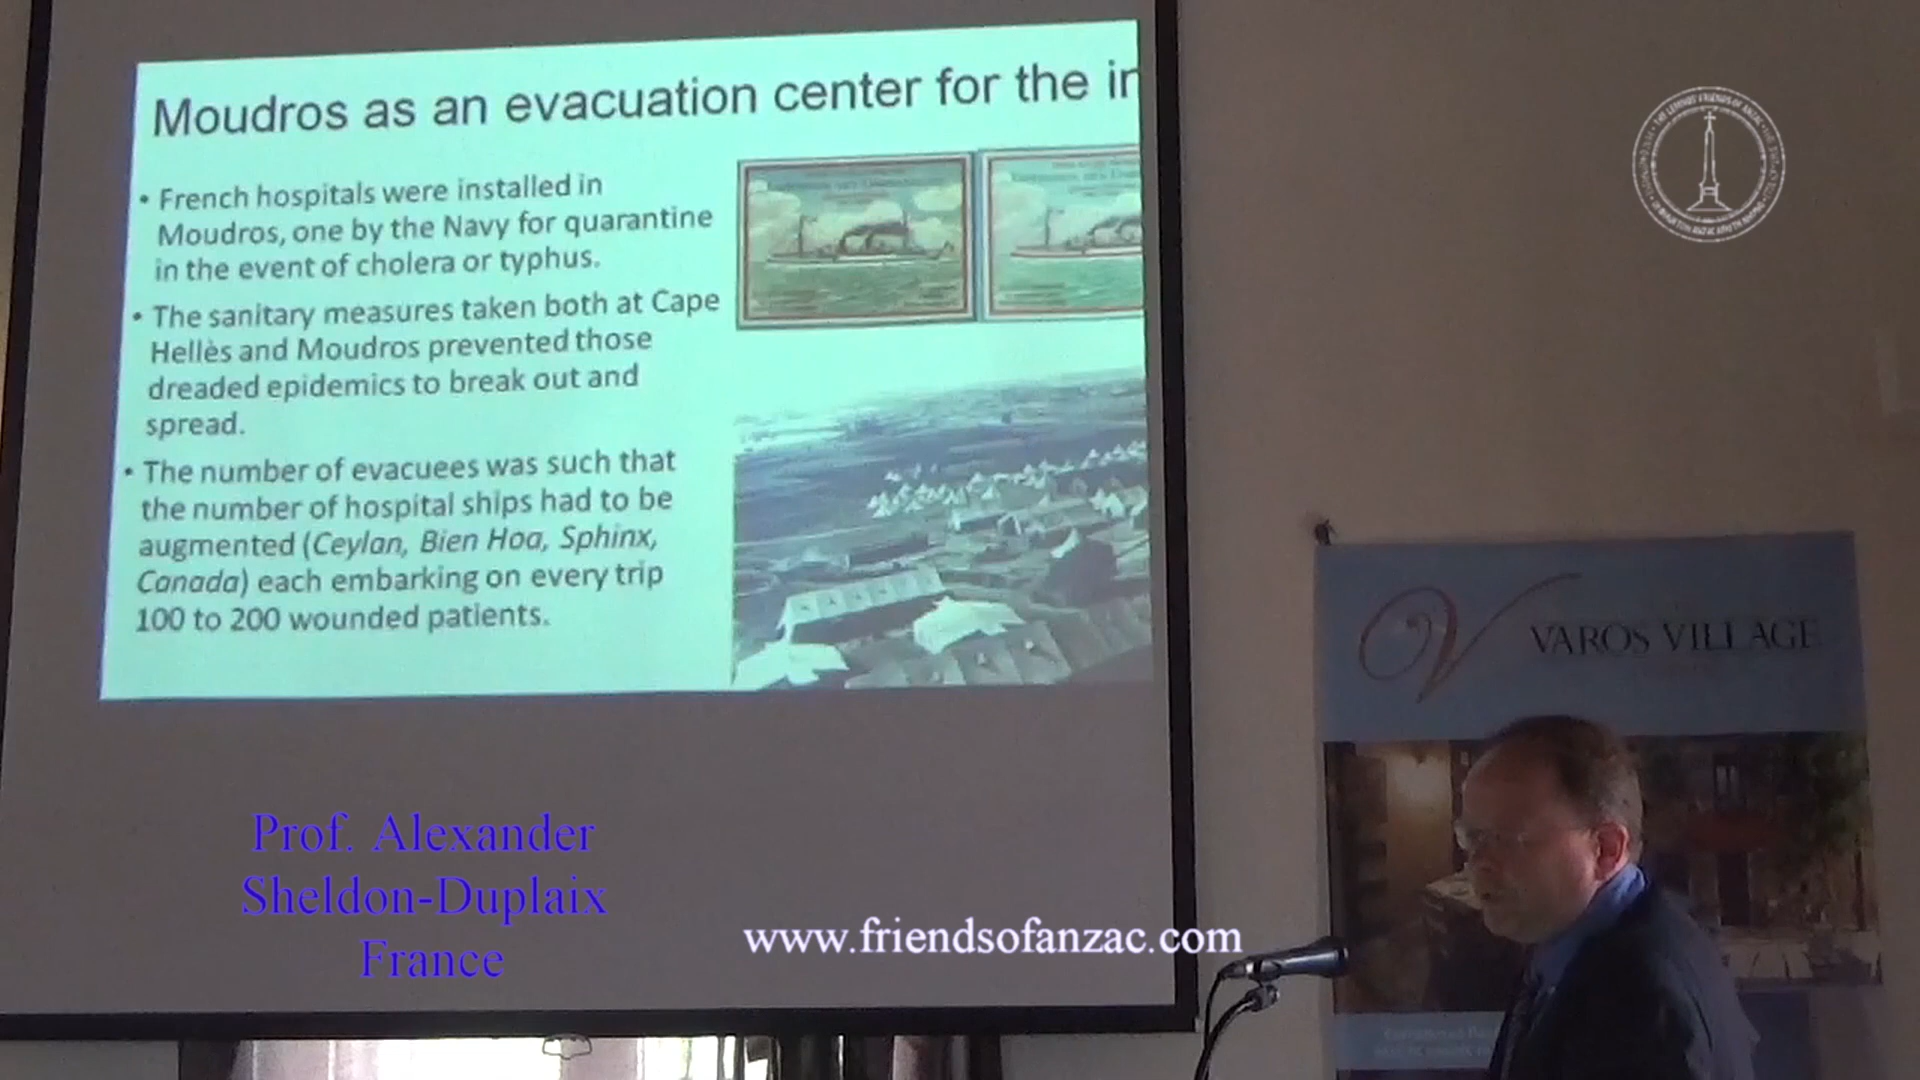 Moudros as an evacuation center for the
• French hospitals were installed in
Moudros, one by the Navy for quarantine
in the event of cholera or typhus.
• The sanitary measures taken both at Cape
Hellès and Moudros prevented those
dreaded epidemics to break out and
spread.
• The number of evacuees was such that
the number of hospital ships had to be
augmented (Ceylan, Bien Hoa, Sphinx,
Canada) each embarking on every trip
100 to 200 wounded patients.
VAROS VILLAGE
Prof. Alexander
Sheldon-Duplaix
France
www.friendsofanzac.com